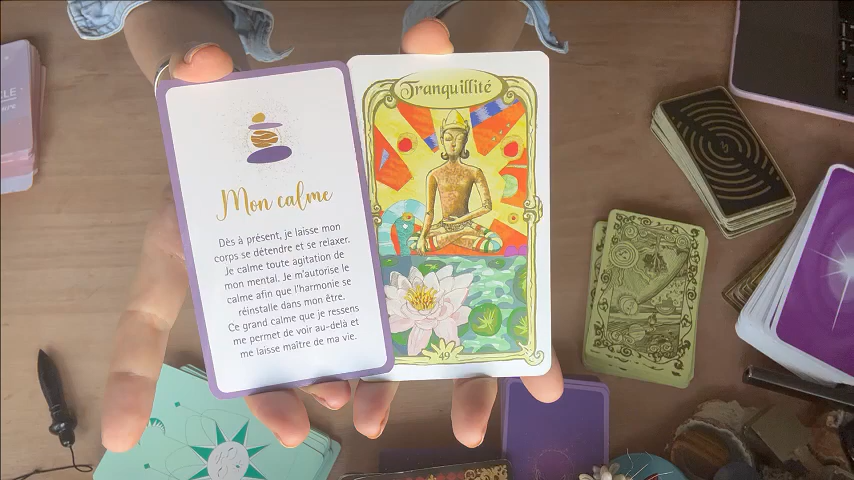 Mon calme
Dès à présent, je laisse mon
corps se détendre et se relaxer.
Je calme toute agitation de
mon mental. Je m'autorise le
calme afin que l'harmonie se
réinstalle dans mon être.
Ce grand calme que je ressens
me permet de voir au-delà et
me laisse maître de ma vie.
Tranquillité
49